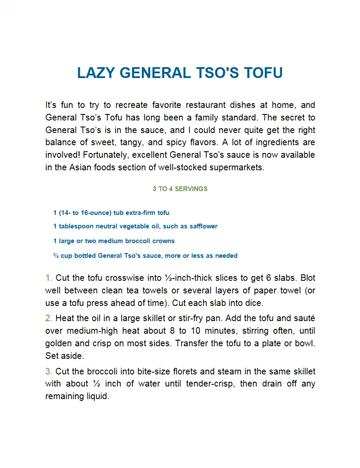 LAZY GENERAL TSO'S TOFU
It's fun to try to recreate favorite restaurant dishes at home, and
General Tso's Tofu has long been a family standard. The secret to
General Tso's is in the sauce, and I could never quite get the right
balance of sweet, tangy, and spicy flavors. A lot of ingredients are
involved! Fortunately, excellent General Tso's sauce is now available
in the Asian foods section of well-stocked supermarkets.
3 TO 4 SERVINGS
1 (14- to 16-ounce) tub extra-firm tofu
1 tablespoon neutral vegetable oil, such as safflower
1 large or two medium broccoli crowns
¾ cup bottled General Tso's sauce, more or less as needed
1. Cut the tofu crosswise into ½-inch-thick slices to get 6 slabs. Blot
well between clean tea towels or several layers of paper towel (or
use a tofu press ahead of time). Cut each slab into dice.
2. Heat the oil in a large skillet or stir-fry pan. Add the tofu and sauté
over medium-high heat about 8 to 10 minutes, stirring often, until
golden and crisp on most sides. Transfer the tofu to a plate or bowl.
Set aside.
3. Cut the broccoli into bite-size florets and steam in the same skillet
with about ½ inch of water until tender-crisp, then drain off any
remaining liquid.